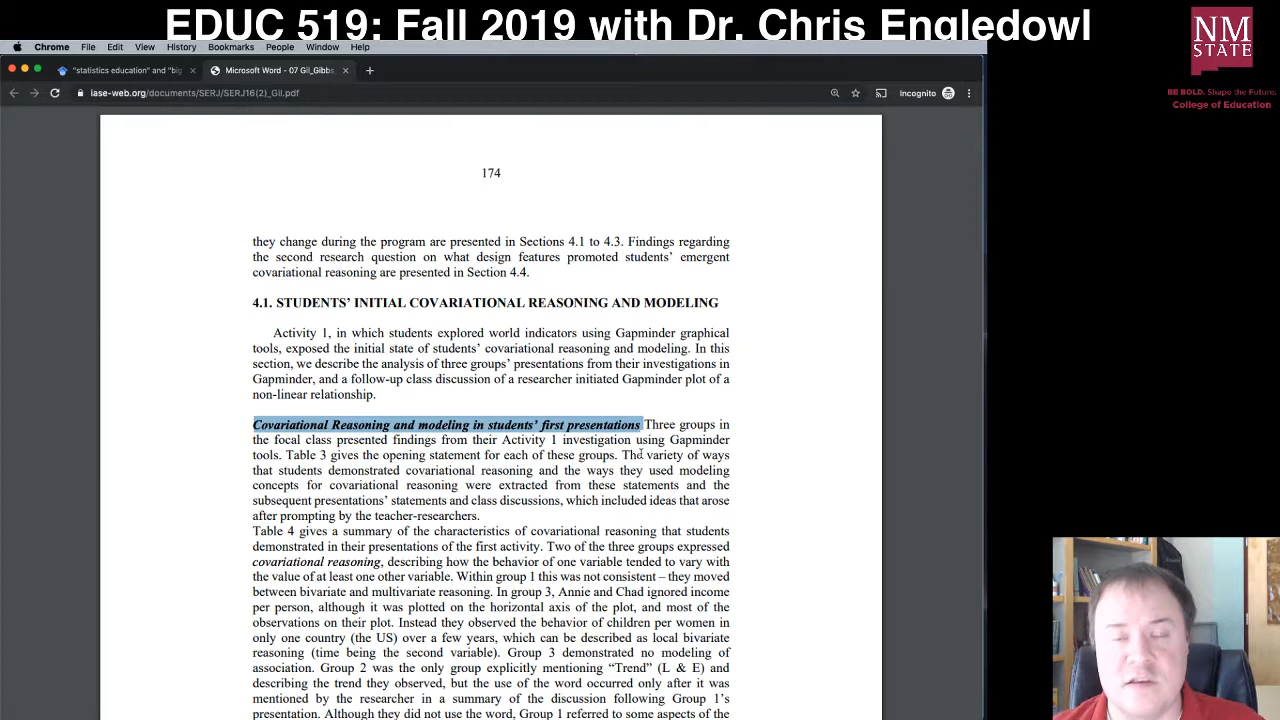 EDUC 519: Fall 2019 with Dr. Chris Engledowl
NM
STATE
BE BOLD. Shape the Future.
College of Education
Chrome File Edit View History Bookmarks People Window Help
"statistics education" and "big
Microsoft Word - 07 Gil_Gibbs_
iase-web.org/documents/SERJ/SERJ16(2)_Gil.pdf
Incognito
174
they change during the program are presented in Sections 4.1 to 4.3. Findings regarding
the second research question on what design features promoted students' emergent
covariational reasoning are presented in Section 4.4.
4.1. STUDENTS' INITIAL COVARIATIONAL REASONING AND MODELING
Activity 1, in which students explored world indicators using Gapminder graphical
tools, exposed the initial state of students' covariational reasoning and modeling. In this
section, we describe the analysis of three groups' presentations from their investigations in
Gapminder, and a follow-up class discussion of a researcher initiated Gapminder plot of a
non-linear relationship.
Covariational Reasoning and modeling in students' first presentations Three groups in
the focal class presented findings from their Activity 1 investigation using Gapminder
tools. Table 3 gives the opening statement for each of these groups. The variety of ways
that students demonstrated covariational reasoning and the ways they used modeling
concepts for covariational reasoning were extracted from these statements and the
subsequent presentations' statements and class discussions, which included ideas that arose
after prompting by the teacher-researchers.
Table 4 gives a summary of the characteristics of covariational reasoning that students
demonstrated in their presentations of the first activity. Two of the three groups expressed
covariational reasoning, describing how the behavior of one variable tended to vary with
the value of at least one other variable. Within group 1 this was not consistent – they moved
between bivariate and multivariate reasoning. In group 3, Annie and Chad ignored income
per person, although it was plotted on the horizontal axis of the plot, and most of the
observations on their plot. Instead they observed the behavior of children per women in
only one country (the US) over a few years, which can be described as local bivariate
reasoning (time being the second variable). Group 3 demonstrated no modeling of
association. Group 2 was the only group explicitly mentioning “Trend” (L & E) and
describing the trend they observed, but the use of the word occurred only after it was
mentioned by the researcher in a summary of the discussion following Group 1's
presentation. Although they did not use the word, Group 1 referred to some aspects of the